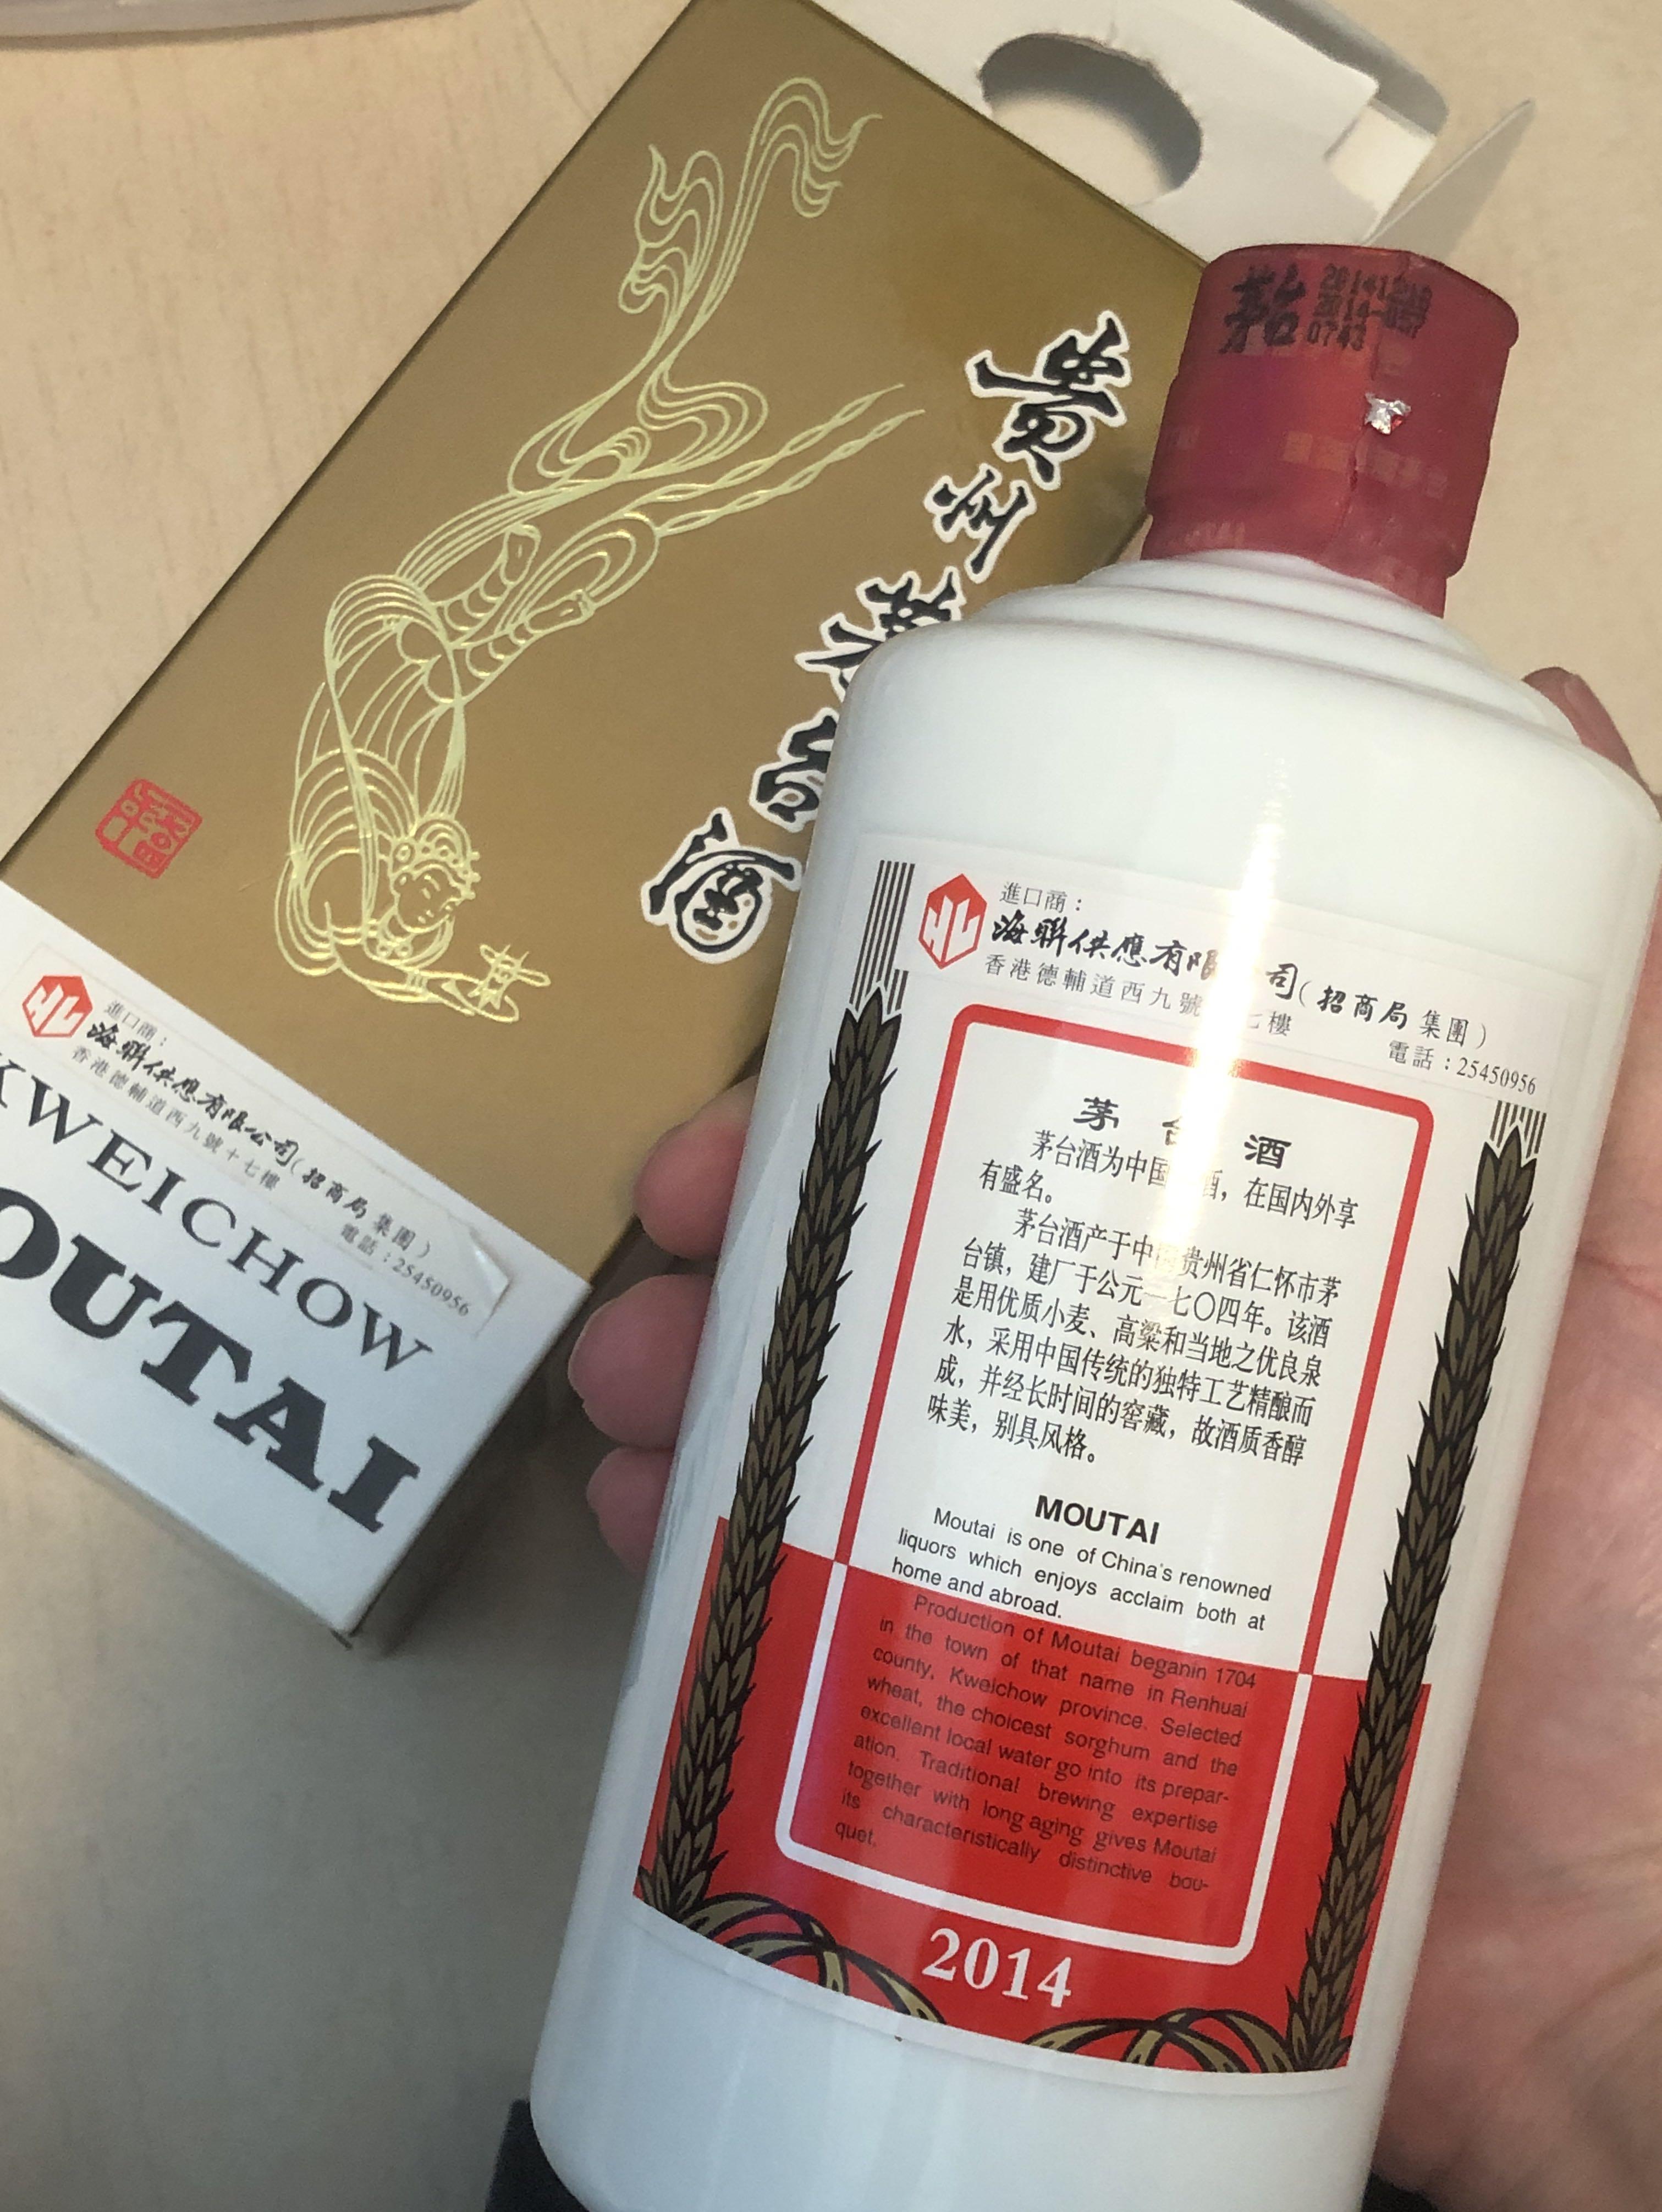 貴
州
茅
台
酒
進口商：
海聯供應有限公司（招商局集團）
香港德輔道西九號十七樓
電話：25450956
KWEICHOW
OUTAI
茅台
0743
進口商：
海聯供應有限 司（招商局集團）
香港德輔道西九號 七樓
電話：25450956
茅 台 酒
茅台酒为中国 酒，在国内外享
有盛名。
茅台酒产于中 贵州省仁怀市茅
台镇，建厂于公元一七〇四年。该酒
是用优质小麦、高粱和当地之优良泉
水，采用中国传统的独特工艺精酿而
成，并经长时间的窖藏，故酒质香醇
味美，别具风格。
MOUTAI
Moutai is one of China's renowned
liquors which enjoys acclaim both at
home and abroad.
Production of Moutai beganin 1704
in the town of that name in Renhuai
county, Kweichow province. Selected
wheat, the choicest sorghum and the
excellent local water go into its prepar-
ation. Traditional brewing expertise
together with long aging gives Moutai
its characteristically distinctive bou-
quet.
2014